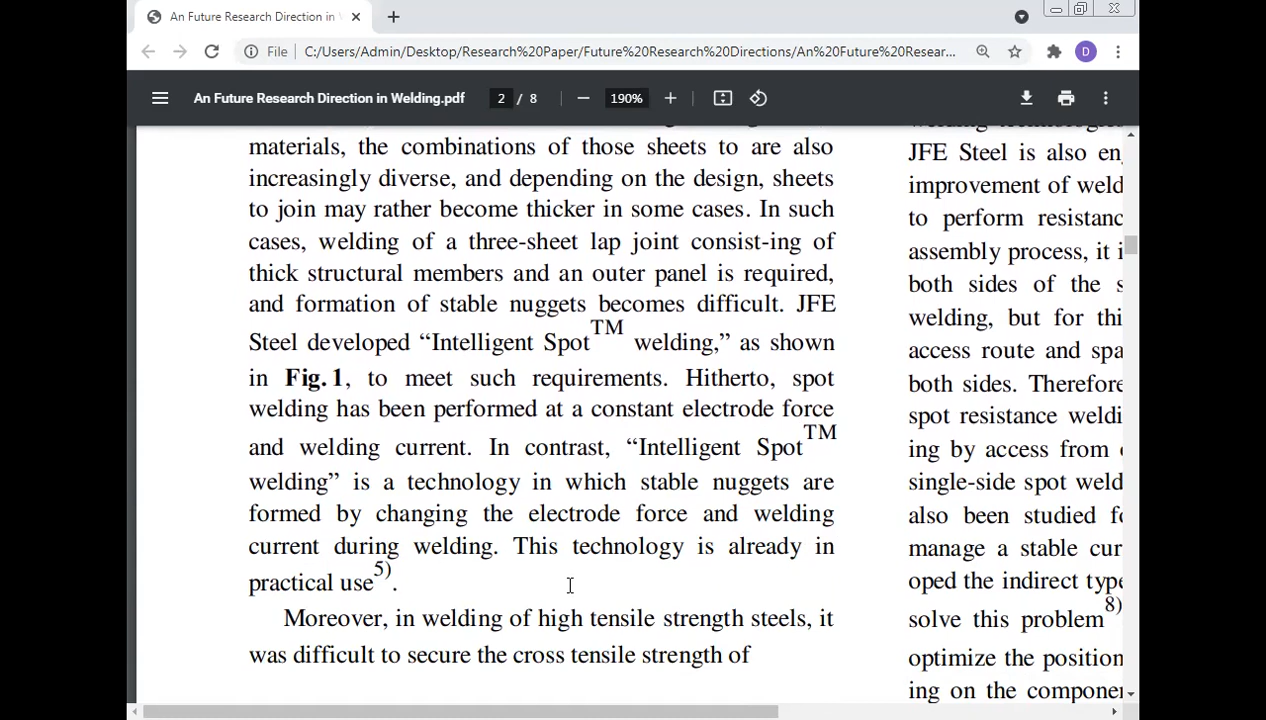 An Future Research Direction in
File C:/Users/Admin/Desktop/Research%20Paper/Future%20Research%20Directions/An%20Future%20Resear...
D
An Future Research Direction in Welding.pdf
2 / 8
190%
materials, the combinations of those sheets to are also
increasingly diverse, and depending on the design, sheets
to join may rather become thicker in some cases. In such
cases, welding of a three-sheet lap joint consist-ing of
thick structural members and an outer panel is required,
and formation of stable nuggets becomes difficult. JFE
Steel developed “Intelligent Spot™ welding,” as shown
in Fig. 1, to meet such requirements. Hitherto, spot
welding has been performed at a constant electrode force
and welding current. In contrast, “Intelligent Spot™
welding” is a technology in which stable nuggets are
formed by changing the electrode force and welding
current during welding. This technology is already in
practical use5).
Moreover, in welding of high tensile strength steels, it
was difficult to secure the cross tensile strength of
JFE Steel is also en
improvement of weld
to perform resistanc
assembly process, it i
both sides of the s
welding, but for thi
access route and spa
both sides. Therefore
spot resistance weldi
ing by access from
single-side spot weld
also been studied fo
manage a stable cur
oped the indirect type
solve this problem8)
optimize the position
ing on the componen